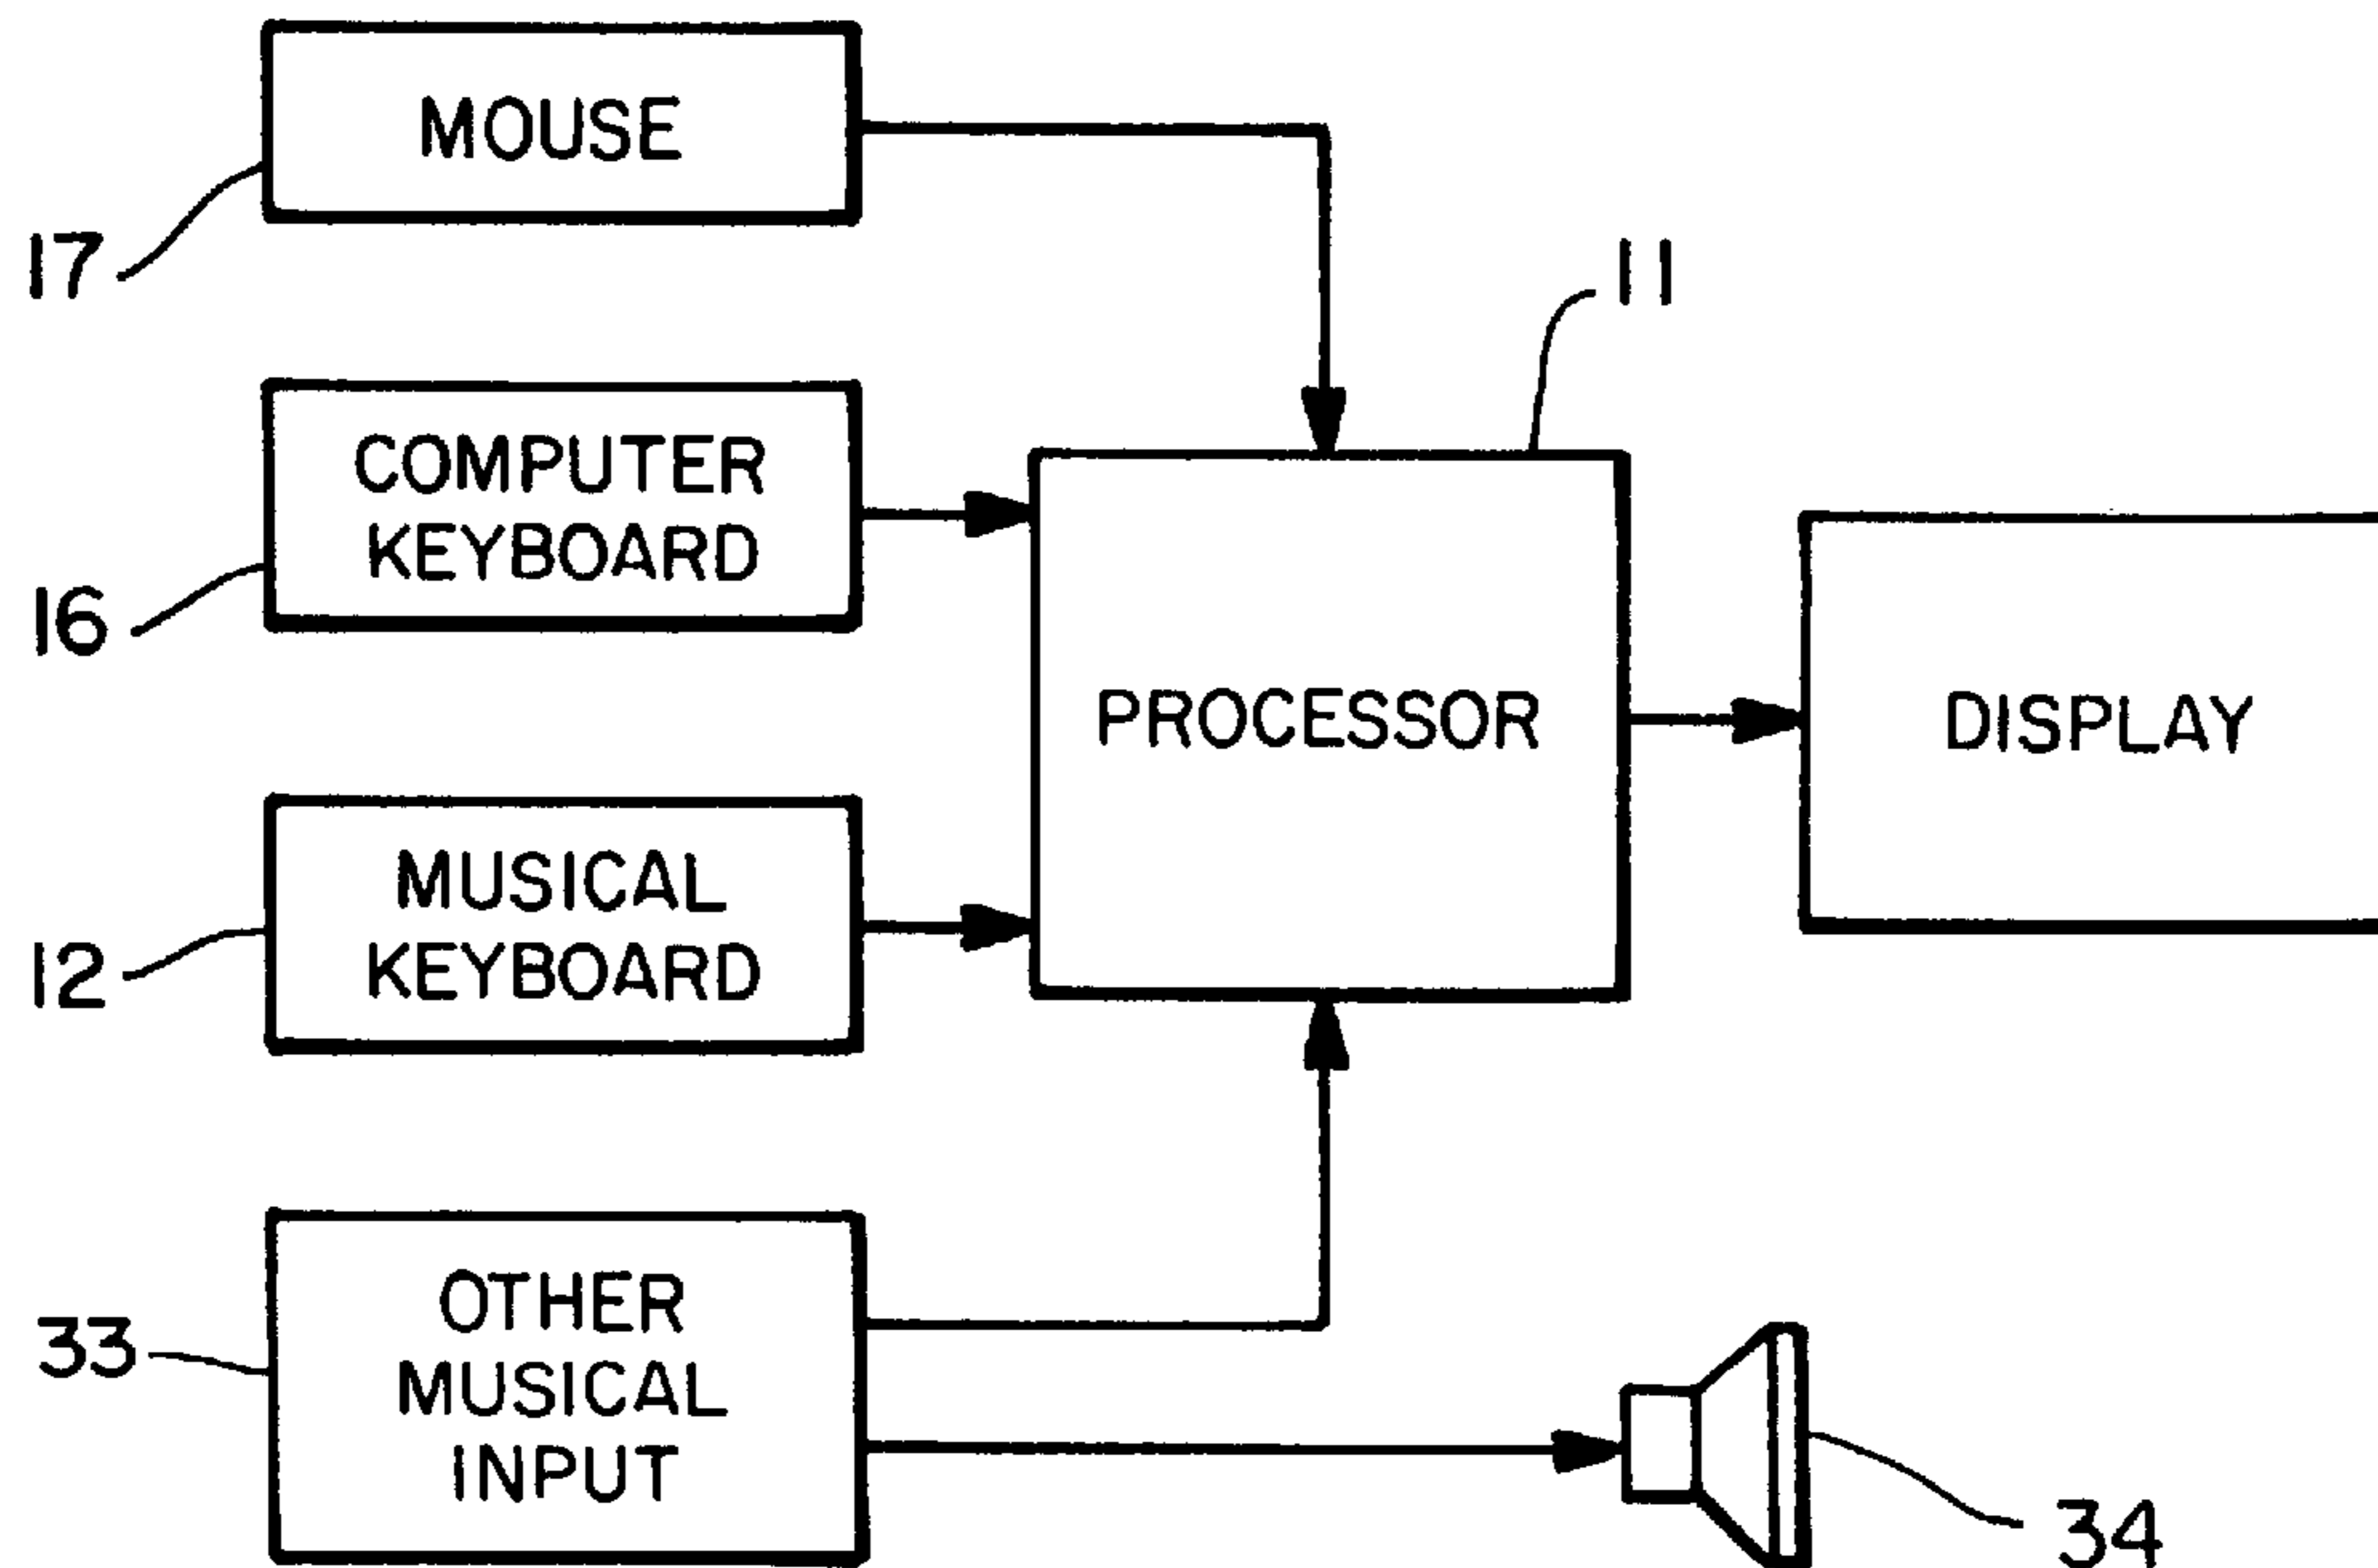 MOUSE
17
11
COMPUTER
KEYBOARD
16
PROCESSOR
DISPLAY
MUSICAL
KEYBOARD
12
OTHER
MUSICAL
INPUT
33
34